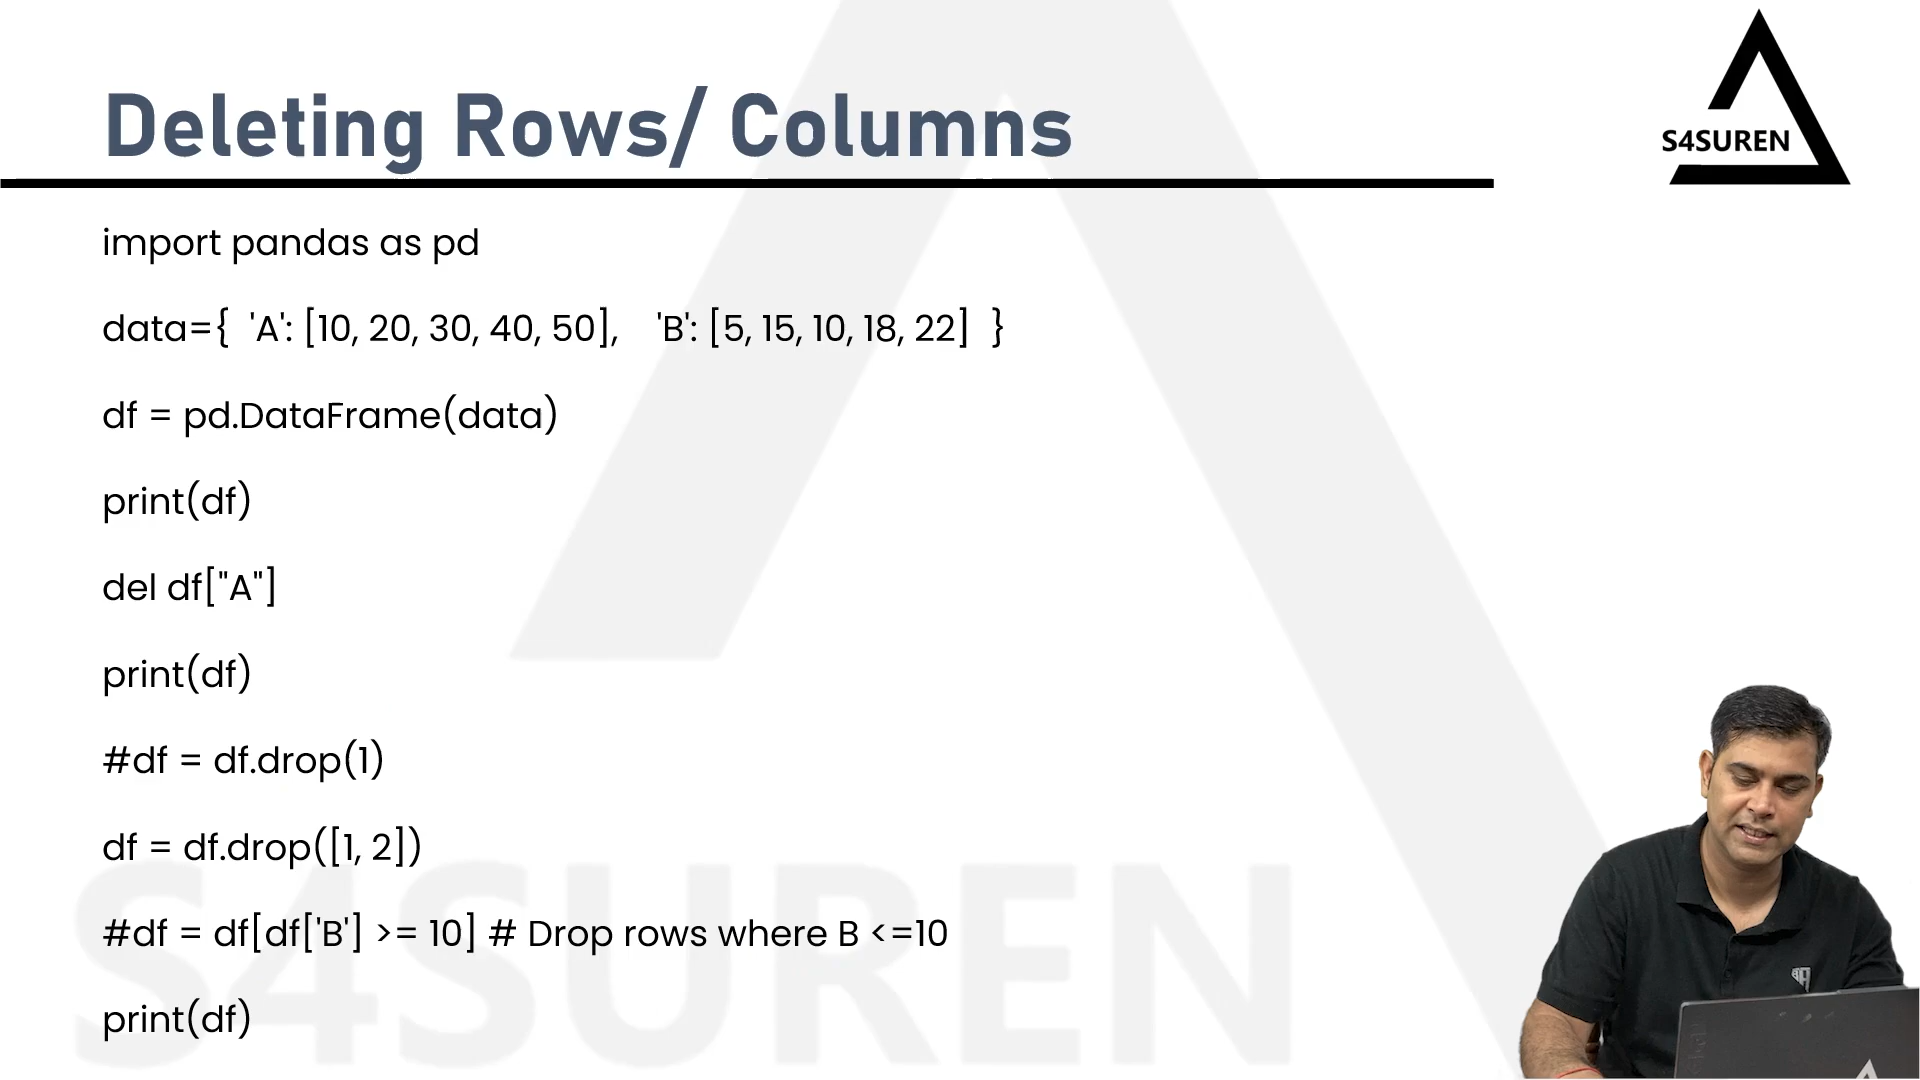 Deleting Rows/ Columns
S4SUREN
import pandas as pd
data={  'A': [10, 20, 30, 40, 50],    'B': [5, 15, 10, 18, 22]  }
df = pd.DataFrame(data)
print(df)
del df["A"]
print(df)
#df = df.drop(1)
df = df.drop([1, 2])
#df = df[df['B'] >= 10] # Drop rows where B <=10
print(df)
S4SUREN